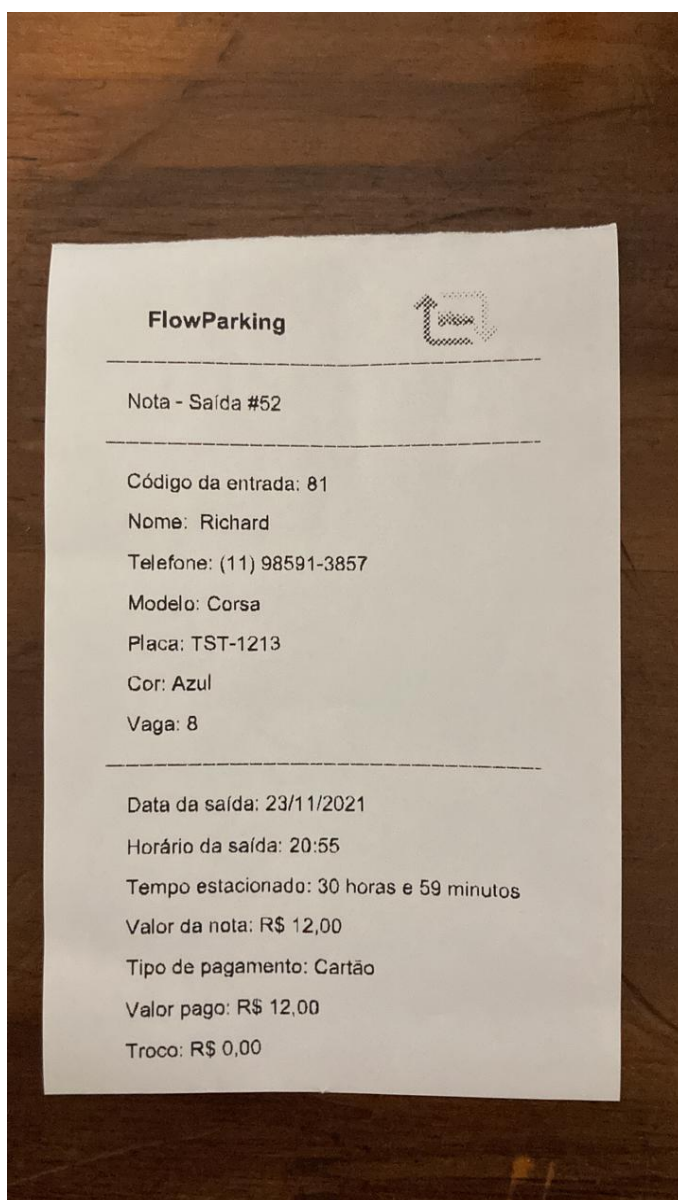 FlowParking
Nota - Saída #52
Código da entrada: 81
Nome: Richard
Telefone: (11) 98591-3857
Modelo: Corsa
Placa: TST-1213
Cor: Azul
Vaga: 8
Data da saída: 23/11/2021
Horário da saída: 20:55
Tempo estacionado: 30 horas e 59 minutos
Valor da nota: R$ 12,00
Tipo de pagamento: Cartão
Valor pago: R$ 12,00
Troco: R$ 0,00